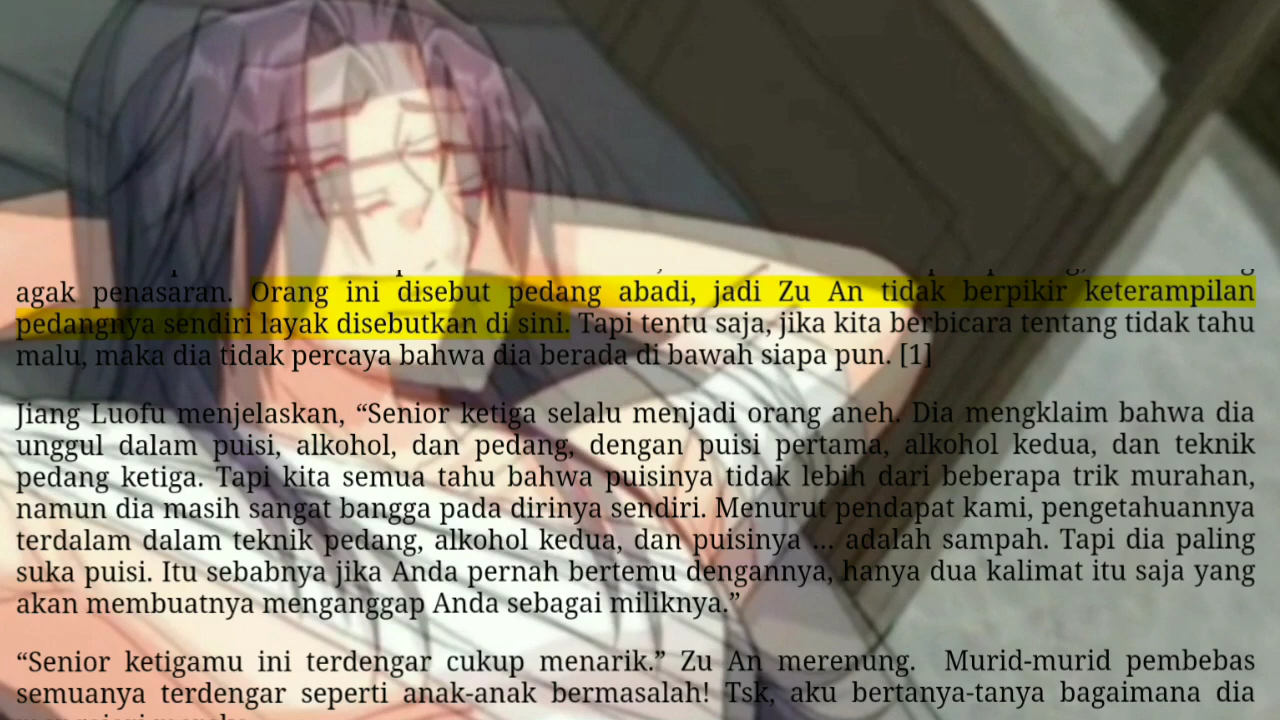 agak penasaran. Orang ini disebut pedang abadi, jadi Zu An tidak berpikir keterampilan
pedangnya sendiri layak disebutkan di sini. Tapi tentu saja, jika kita berbicara tentang tidak tahu
malu, maka dia tidak percaya bahwa dia berada di bawah siapa pun. [1]
Jiang Luofu menjelaskan, “Senior ketiga selalu menjadi orang aneh. Dia mengklaim bahwa dia
unggul dalam puisi, alkohol, dan pedang, dengan puisi pertama, alkohol kedua, dan teknik
pedang ketiga. Tapi kita semua tahu bahwa puisinya tidak lebih dari beberapa trik murahan,
namun dia masih sangat bangga pada dirinya sendiri. Menurut pendapat kami, pengetahuannya
terdalam dalam teknik pedang, alkohol kedua, dan puisinya ... adalah sampah. Tapi dia paling
suka puisi. Itu sebabnya jika Anda pernah bertemu dengannya, hanya dua kalimat itu saja yang
akan membuatnya menganggap Anda sebagai miliknya.”
“Senior ketigamu ini terdengar cukup menarik.” Zu An merenung. Murid-murid pembebas
semuanya terdengar seperti anak-anak bermasalah! Tsk, aku bertanya-tanya bagaimana dia